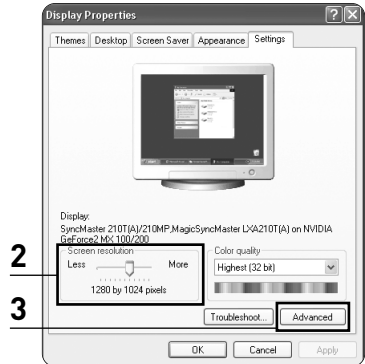 Display Properties
Themes Desktop Screen Saver Appearance Settings
Display:
SyncMaster 210T(A)/210MP,MagicSyncMaster LXA210T(A) on NVIDIA
GeForce2 MX 100/200
2
Screen resolution
Less More
1280 by 1024 pixels
Color quality
Highest (32 bit)
3
Troubleshoot... Advanced
OK Cancel Apply